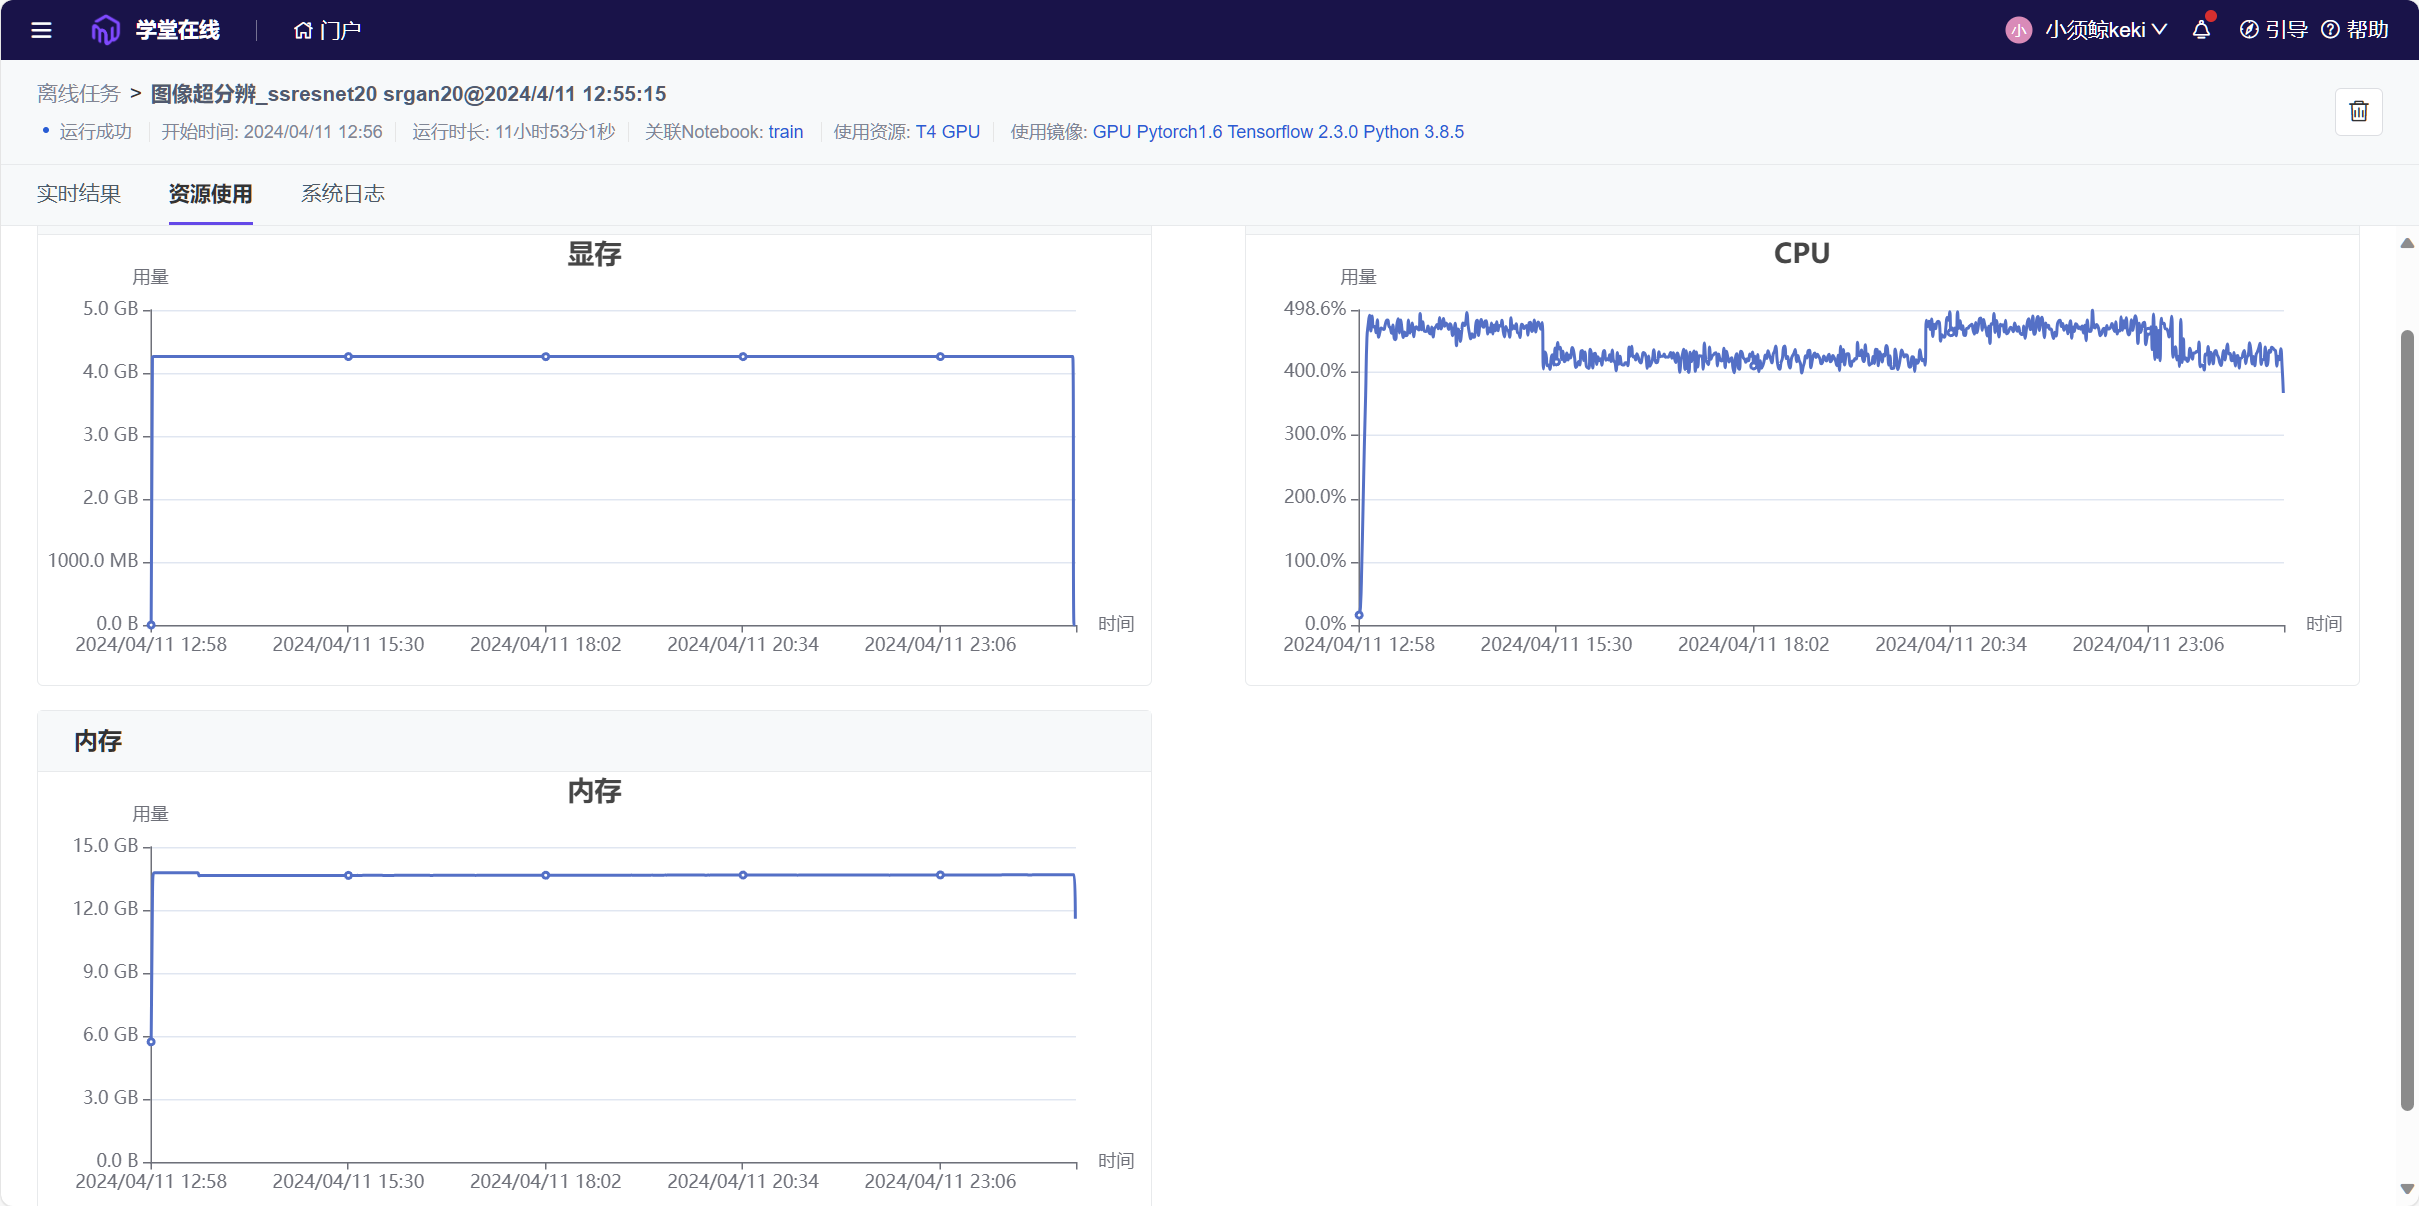 学堂在线
门户
小 小须鲸keki
引导
帮助
离线任务 > 图像超分辨_ssresnet20 srgan20@2024/4/11 12:55:15
运行成功
开始时间: 2024/04/11 12:56
运行时长: 11小时53分1秒
关联Notebook: train
使用资源: T4 GPU
使用镜像: GPU Pytorch1.6 Tensorflow 2.3.0 Python 3.8.5
实时结果
资源使用
系统日志
显存
用量
5.0 GB
4.0 GB
3.0 GB
2.0 GB
1000.0 MB
0.0 B
时间
2024/04/11 12:58
2024/04/11 15:30
2024/04/11 18:02
2024/04/11 20:34
2024/04/11 23:06
CPU
用量
498.6%
400.0%
300.0%
200.0%
100.0%
0.0%
时间
2024/04/11 12:58
2024/04/11 15:30
2024/04/11 18:02
2024/04/11 20:34
2024/04/11 23:06
内存
内存
用量
15.0 GB
12.0 GB
9.0 GB
6.0 GB
3.0 GB
0.0 B
时间
2024/04/11 12:58
2024/04/11 15:30
2024/04/11 18:02
2024/04/11 20:34
2024/04/11 23:06